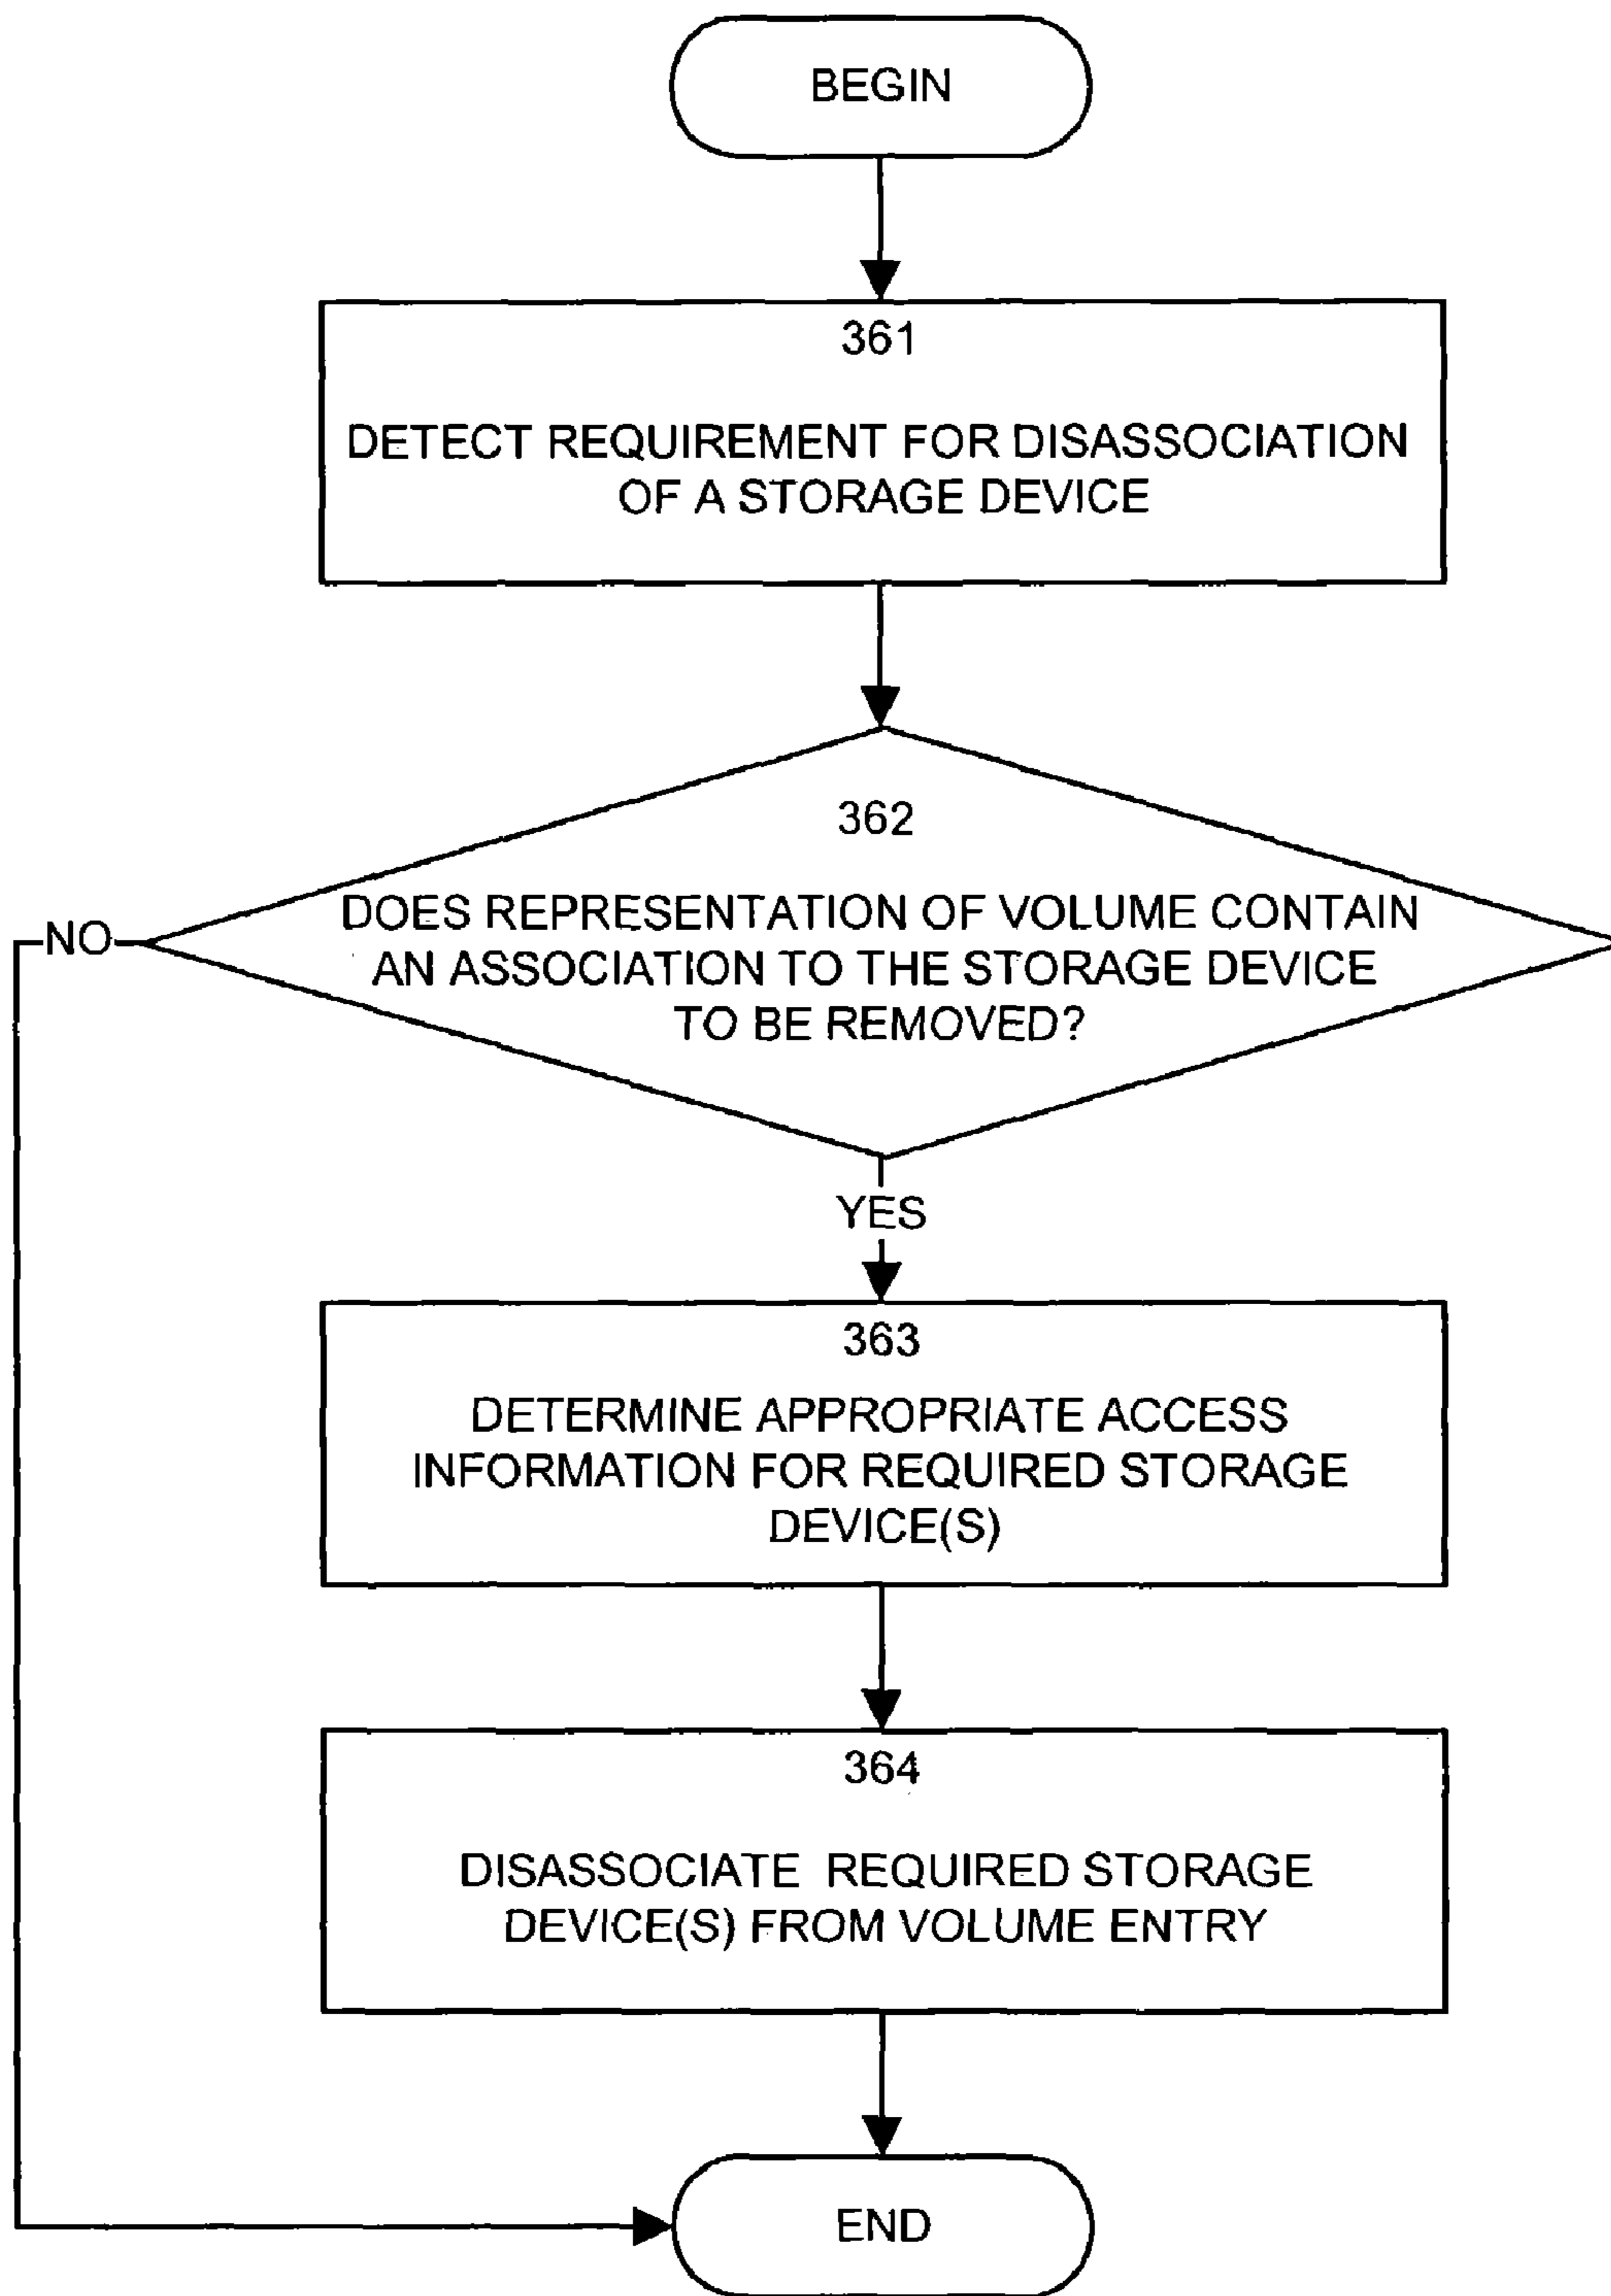 BEGIN
361
DETECT REQUIREMENT FOR DISASSOCIATION
OF A STORAGE DEVICE
362
DOES REPRESENTATION OF VOLUME CONTAIN
AN ASSOCIATION TO THE STORAGE DEVICE
TO BE REMOVED?
NO
YES
363
DETERMINE APPROPRIATE ACCESS
INFORMATION FOR REQUIRED STORAGE
DEVICE(S)
364
DISASSOCIATE REQUIRED STORAGE
DEVICE(S) FROM VOLUME ENTRY
END